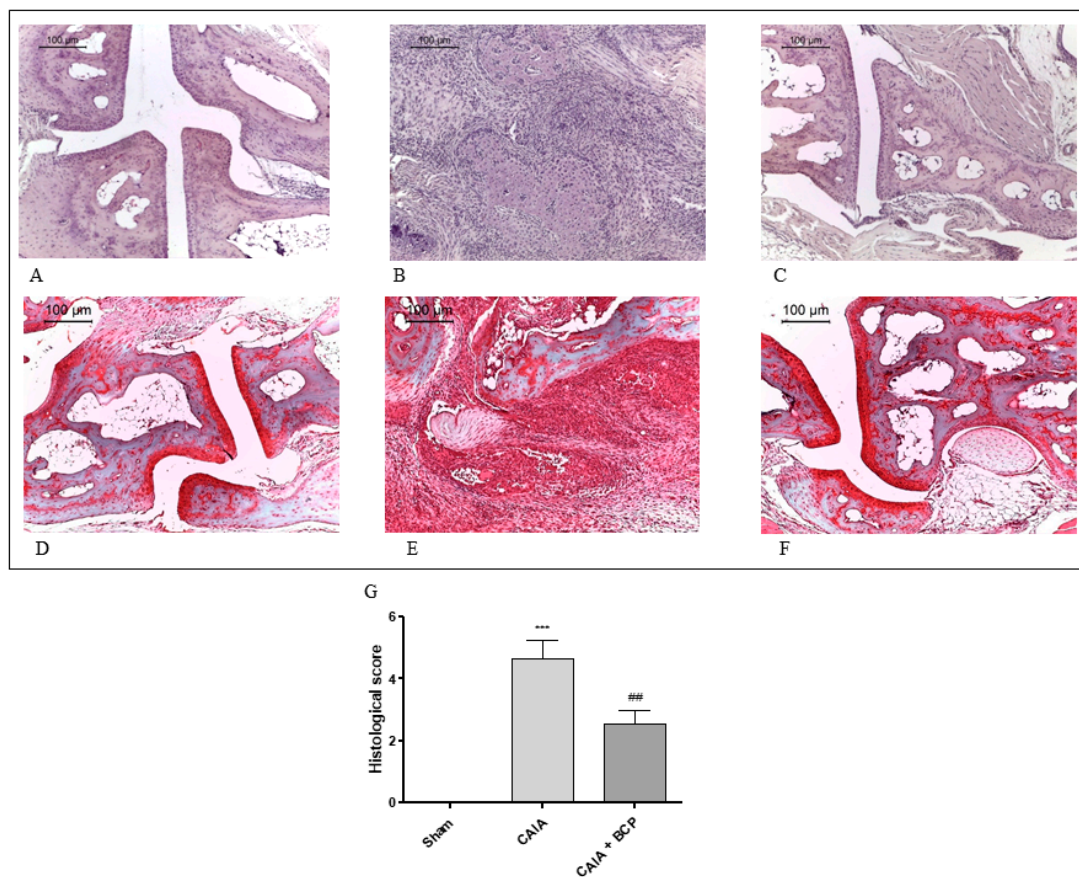 100 µm
100 µm
100 µm
A
B
C
100 µm
100 µm
100 µm
D
E
F
G
Histological score
6
4
2
0
***
##
Sham
CAIA
CAIA + BCP